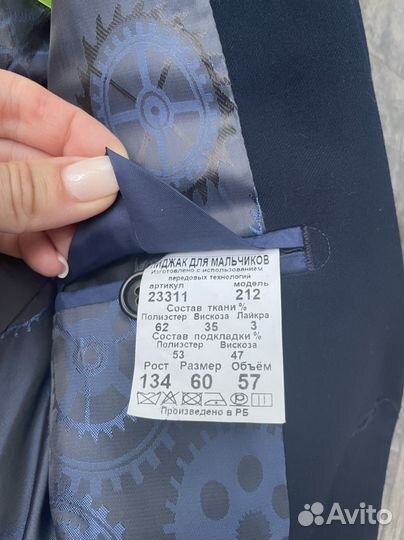 ПИДЖАК ДЛЯ МАЛЬЧИКОВ
Изготовлено с использованием
передовых технологий
артикул модель
23311 212
Состав ткани %
Полиэстер Вискоза Лайкра
62 35 3
Состав подкладки %
Полиэстер Вискоза
53 47
Рост Размер Объём
134 60 57
Произведено в РБ
Avito